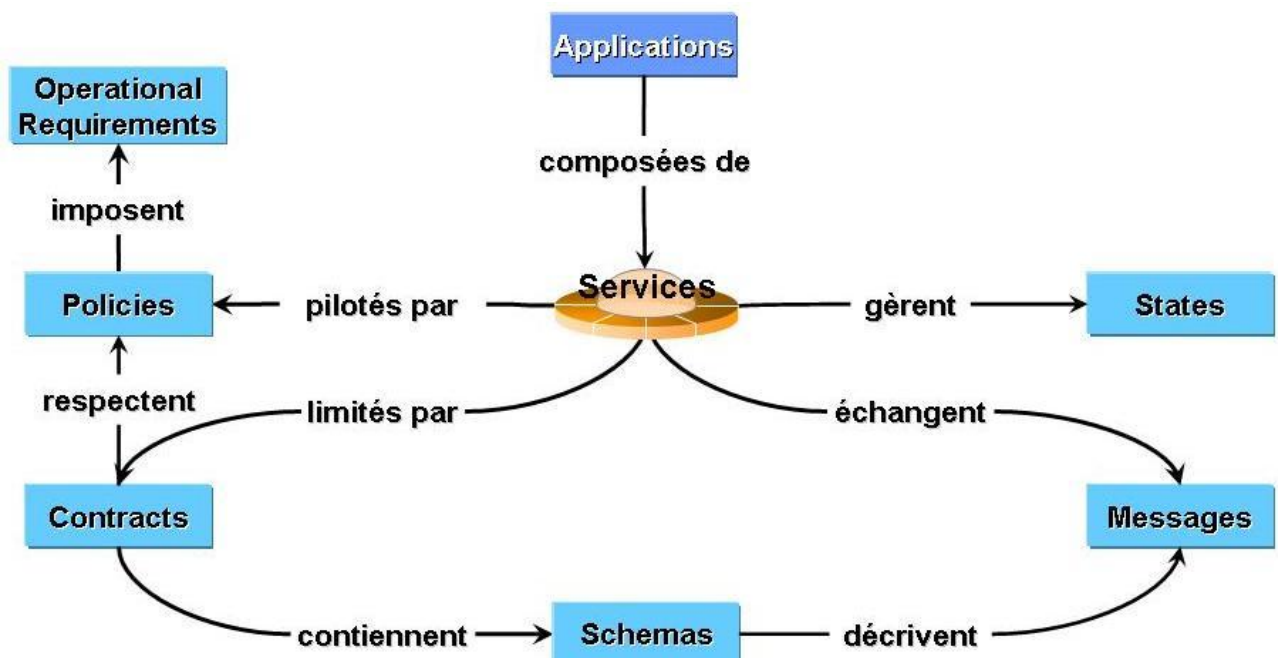 Applications
Operational
Requirements
composées de
imposent
Services
Policies
pilotés par
gèrent
States
respectent
limités par
échangent
Contracts
Messages
contiennent
Schemas
décrivent